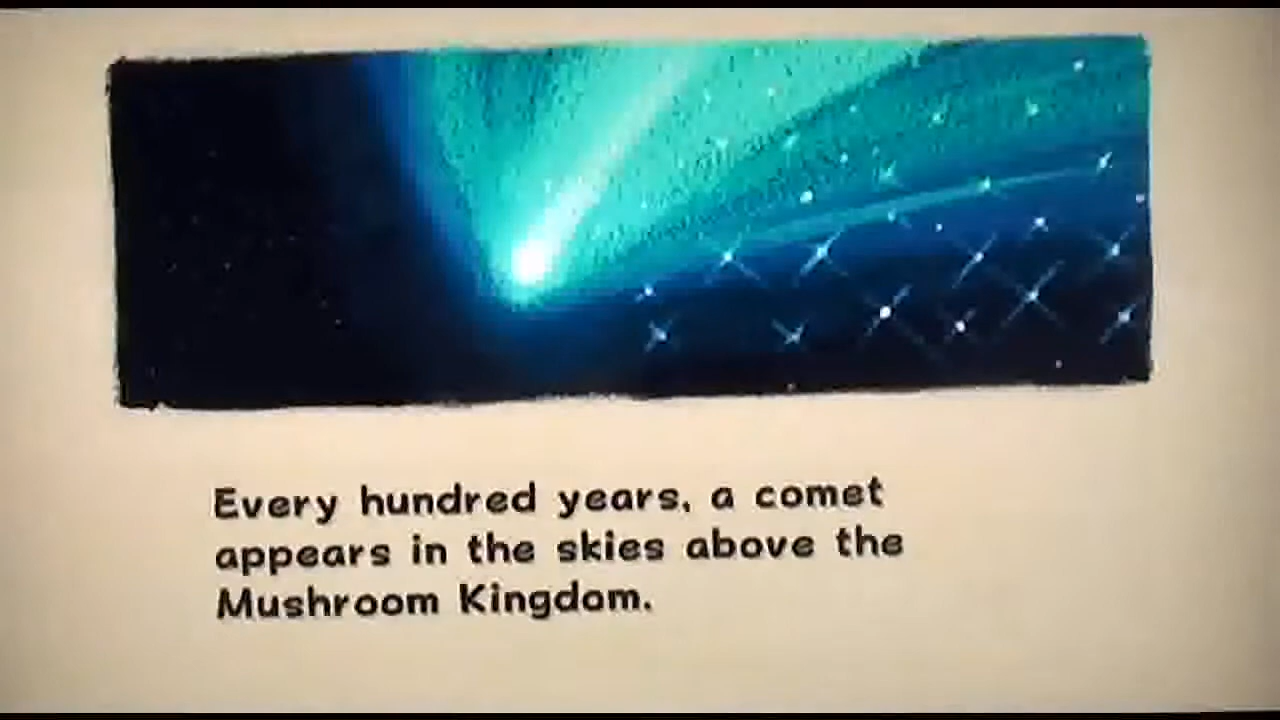 Every hundred years, a comet
appears in the skies above the
Mushroom Kingdom.